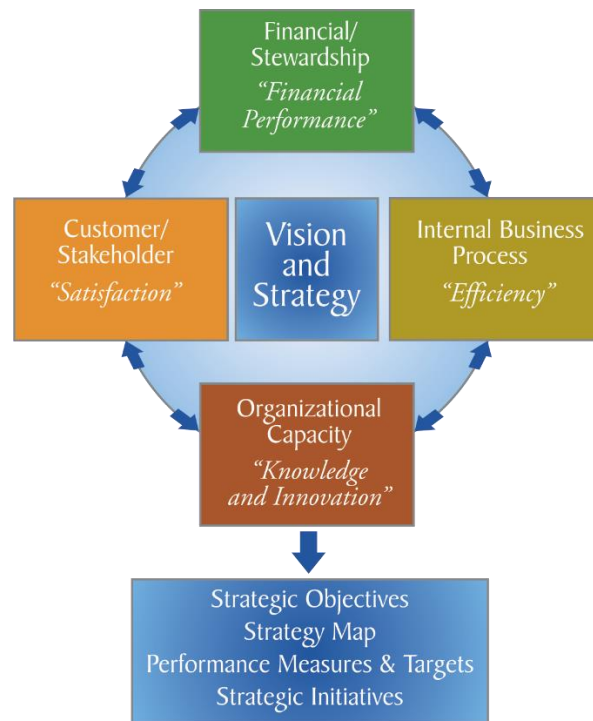 Financial/
Stewardship
“Financial
Performance”
Customer/
Stakeholder
“Satisfaction”
Vision
and
Strategy
Internal Business
Process
“Efficiency”
Organizational
Capacity
“Knowledge
and Innovation”
Strategic Objectives
Strategy Map
Performance Measures & Targets
Strategic Initiatives